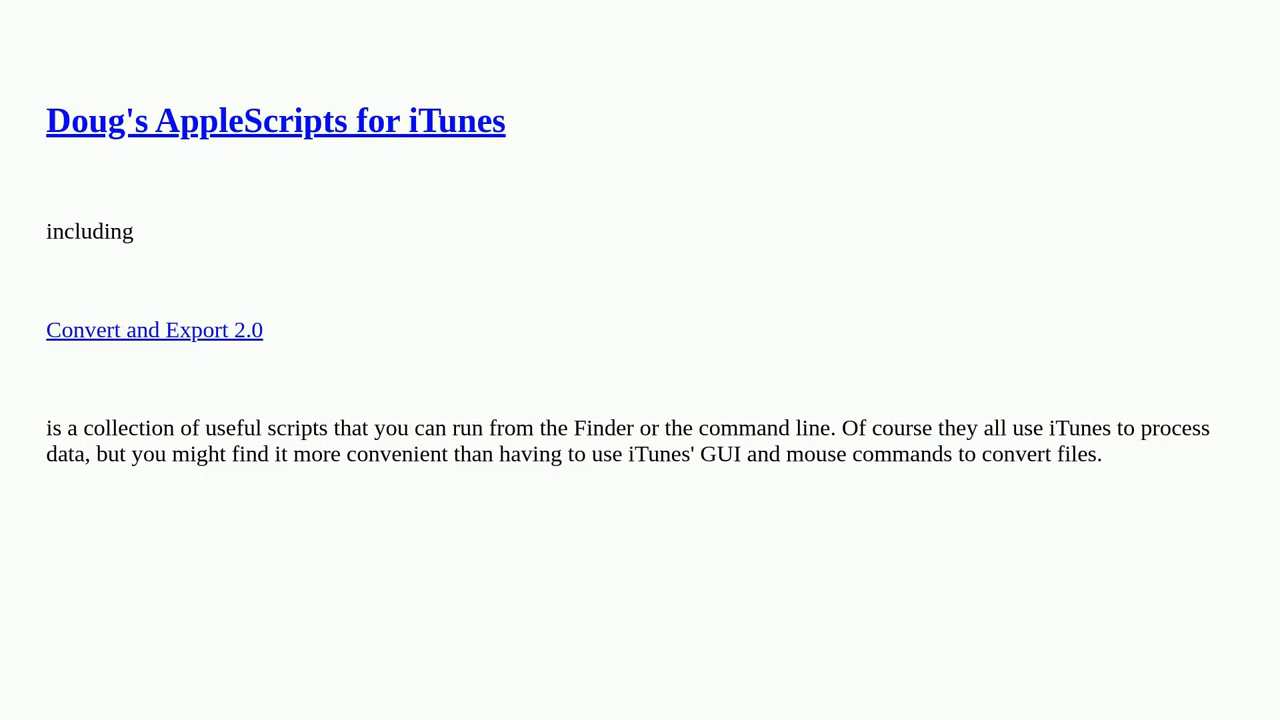 Doug's AppleScripts for iTunes
including
Convert and Export 2.0
is a collection of useful scripts that you can run from the Finder or the command line. Of course they all use iTunes to process
data, but you might find it more convenient than having to use iTunes' GUI and mouse commands to convert files.